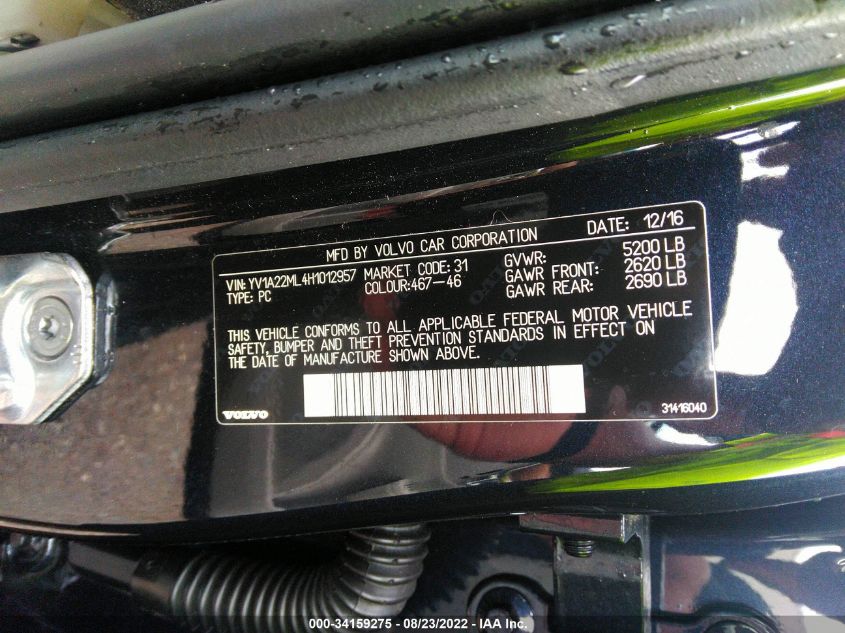 MFD BY VOLVO CAR CORPORATION DATE: 12/16
VIN: YV1A22ML4H1012957 MARKET CODE: 31 GVWR: 5200 LB
TYPE: PC COLOUR:467-46 GAWR FRONT: 2620 LB
GAWR REAR: 2690 LB
THIS VEHICLE CONFORMS TO ALL APPLICABLE FEDERAL MOTOR VEHICLE
SAFETY, BUMPER AND THEFT PREVENTION STANDARDS IN EFFECT ON
THE DATE OF MANUFACTURE SHOWN ABOVE.
VOLVO 31416040
000-34159275 - 08/23/2022 - IAA Inc.